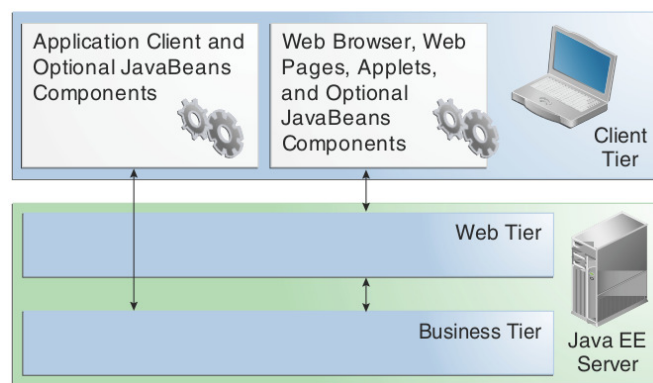 Application Client and
Optional JavaBeans
Components
Web Browser, Web
Pages, Applets,
and Optional
JavaBeans
Components
Client
Tier
Web Tier
Business Tier
Java EE
Server